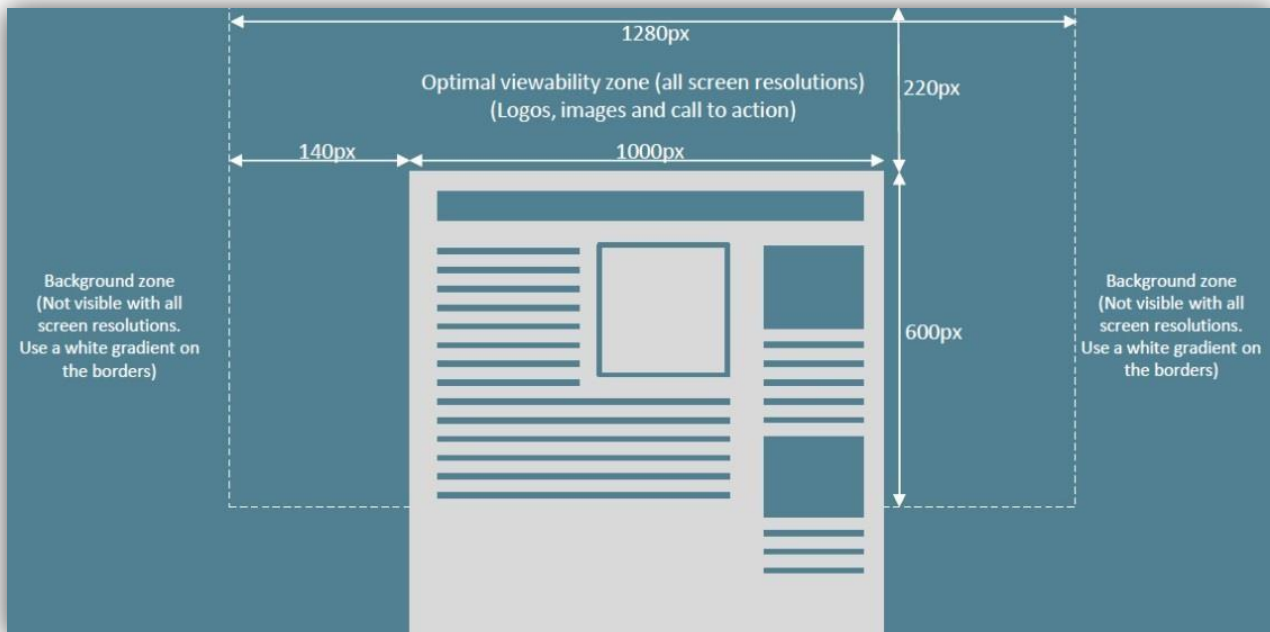 1280px
Optimal viewability zone (all screen resolutions)
(Logos, images and call to action)
220px
140px
1000px
Background zone
(Not visible with all
screen resolutions.
Use a white gradient on
the borders)
600px
Background zone
(Not visible with all
screen resolutions.
Use a white gradient on
the borders)